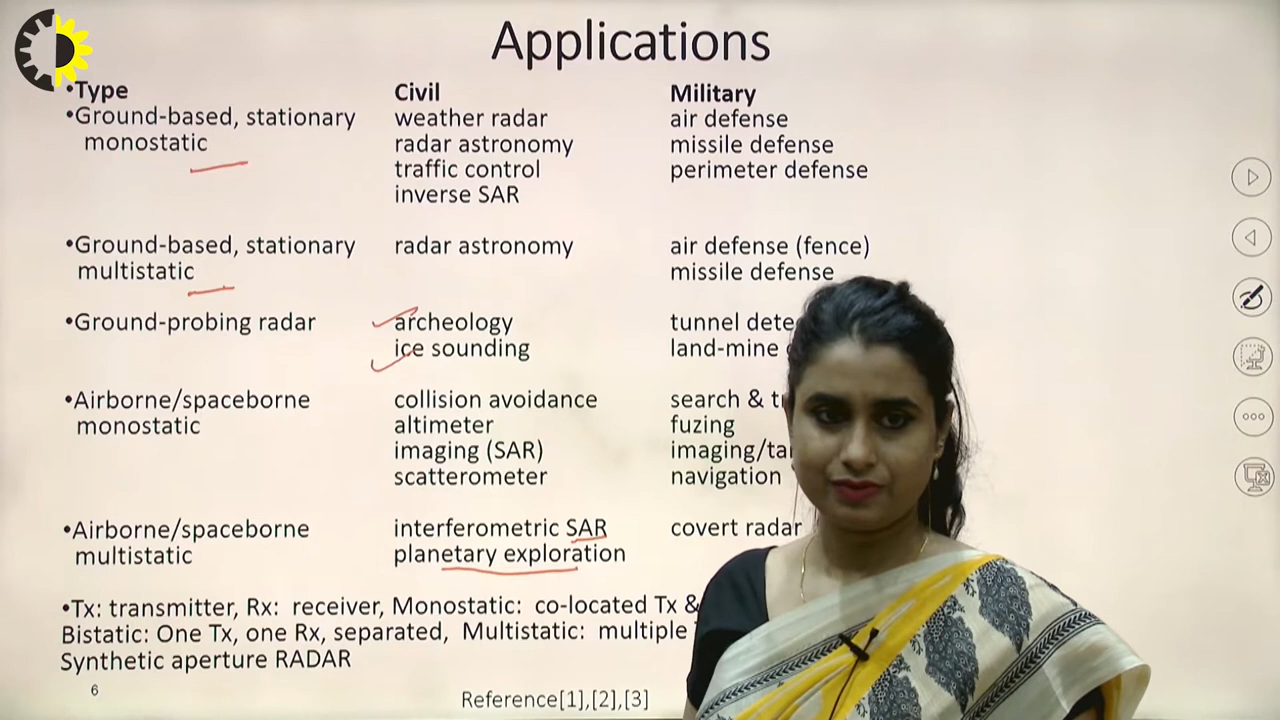 Applications
•Type Civil Military
•Ground-based, stationary weather radar air defense
monostatic radar astronomy missile defense
traffic control perimeter defense
inverse SAR
•Ground-based, stationary radar astronomy air defense (fence)
multistatic missile defense
•Ground-probing radar archeology tunnel
ice sounding land-mine
•Airborne/spaceborne collision avoidance search &
monostatic altimeter fuzing
imaging (SAR)
scatterometer navigation
•Airborne/spaceborne interferometric SAR covert radar
multistatic planetary exploration
•Tx: transmitter, Rx: receiver, Monostatic: co-located Tx &
Bistatic: One Tx, one Rx, separated, Multistatic: multiple
Synthetic aperture RADAR
6
Reference[1],[2],[3]